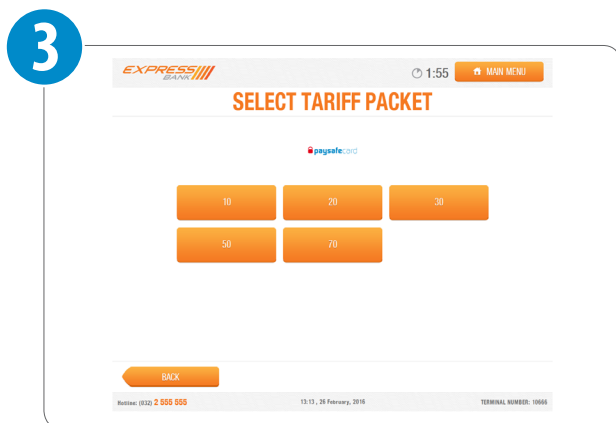 3
EXPRESS BANK
1:55
MAIN MENU
SELECT TARIFF PACKET
paysafecard
10 20 30
50 70
BACK
Hotline: (032) 2 555 555 13:13 , 26 February, 2016 TERMINAL NUMBER: 10666